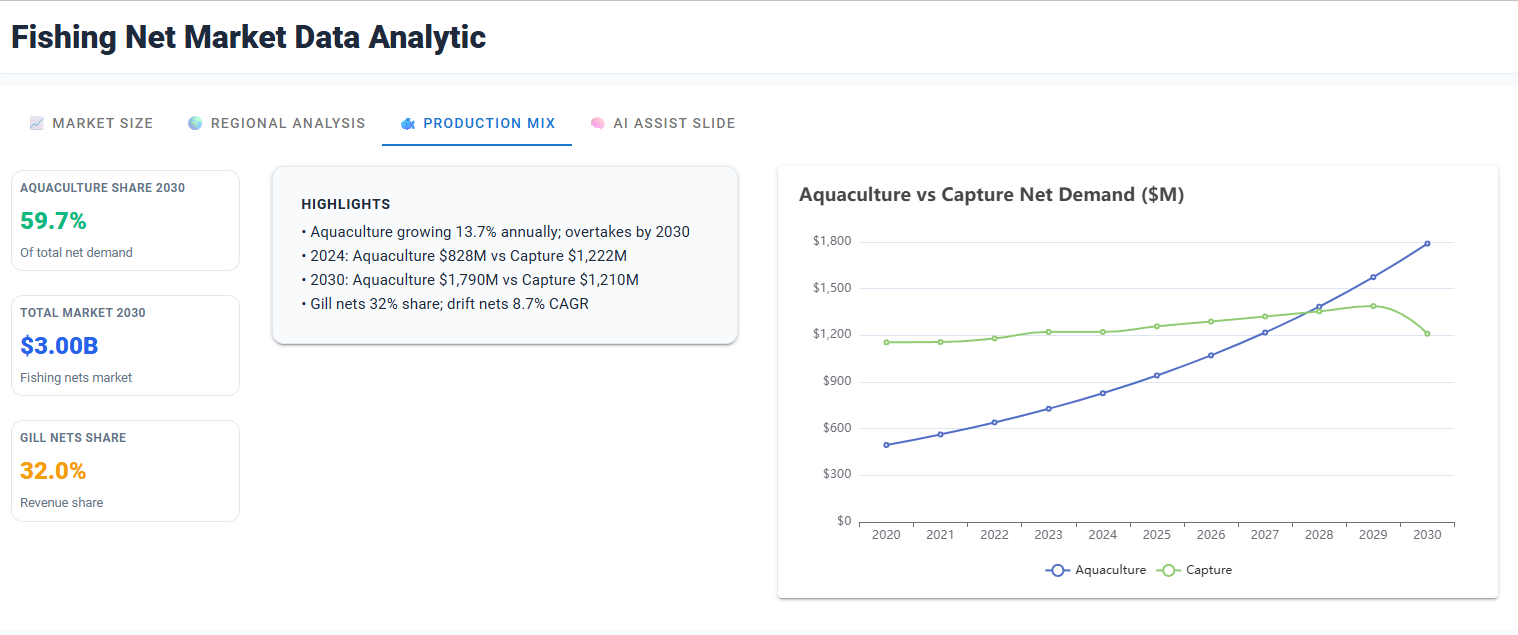 Fishing Net Market Data Analytic
MARKET SIZE
REGIONAL ANALYSIS
PRODUCTION MIX
AI ASSIST SLIDE
AQUACULTURE SHARE 2030
59.7%
Of total net demand
TOTAL MARKET 2030
$3.00B
Fishing nets market
GILL NETS SHARE
32.0%
Revenue share
HIGHLIGHTS
• Aquaculture growing 13.7% annually; overtakes by 2030
• 2024: Aquaculture $828M vs Capture $1,222M
• 2030: Aquaculture $1,790M vs Capture $1,210M
• Gill nets 32% share; drift nets 8.7% CAGR
Aquaculture vs Capture Net Demand ($M)
$1,800
$1,500
$1,200
$900
$600
$300
$0
2020 2021 2022 2023 2024 2025 2026 2027 2028 2029 2030
Aquaculture Capture